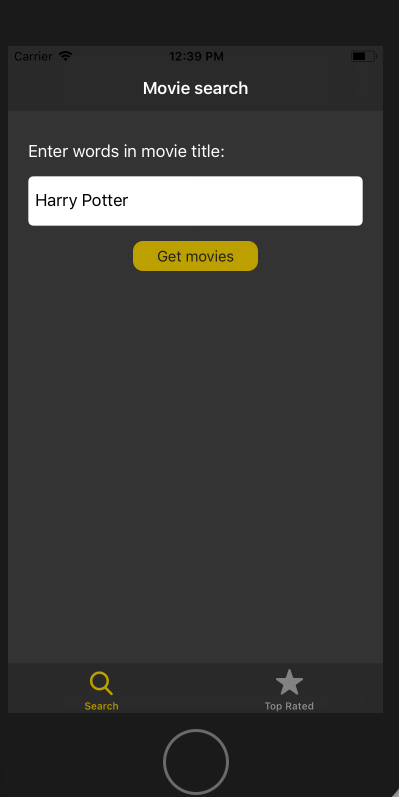 Carrier 12:39 PM
Movie search
Enter words in movie title:
Harry Potter
Get movies
Search Top Rated